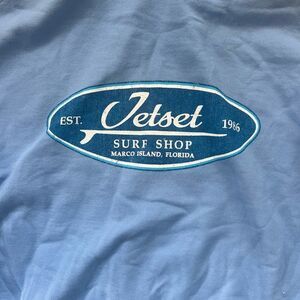 Jetset
EST. 1986
SURF SHOP
MARCO ISLAND, FLORIDA